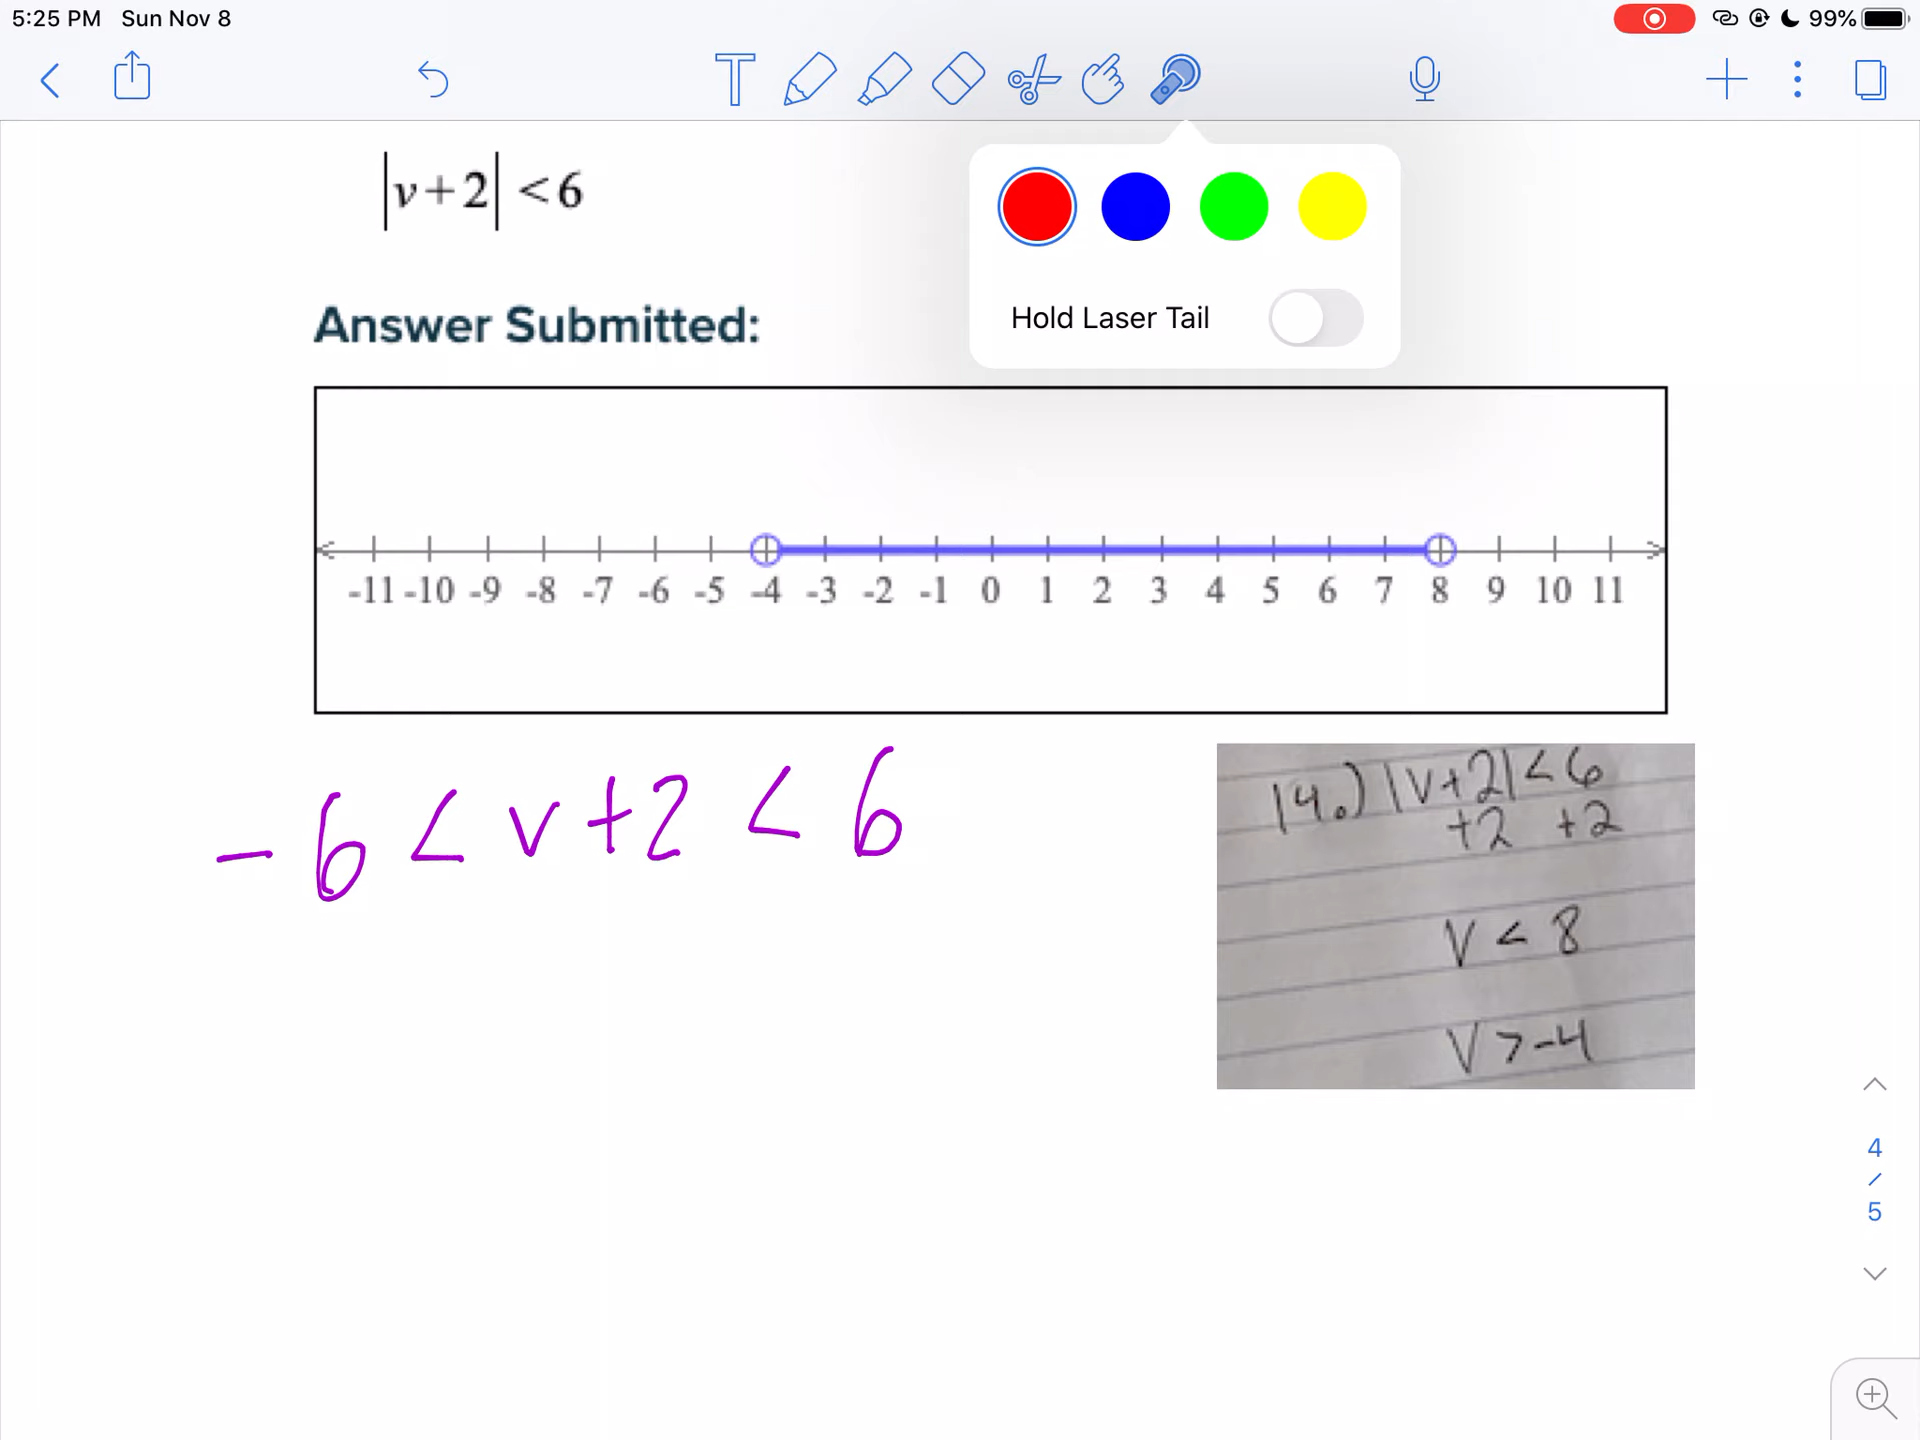 5:25 PM Sun Nov 8 99%
|v+2| <6
Hold Laser Tail
Answer Submitted:
-11 -10 -9 -8 -7 -6 -5 -4 -3 -2 -1 0 1 2 3 4 5 6 7 8 9 10 11
-6 < v+2 < 6
14.) |v+2| < 6
+2 +2
v < 8
v > -4
4
/
5